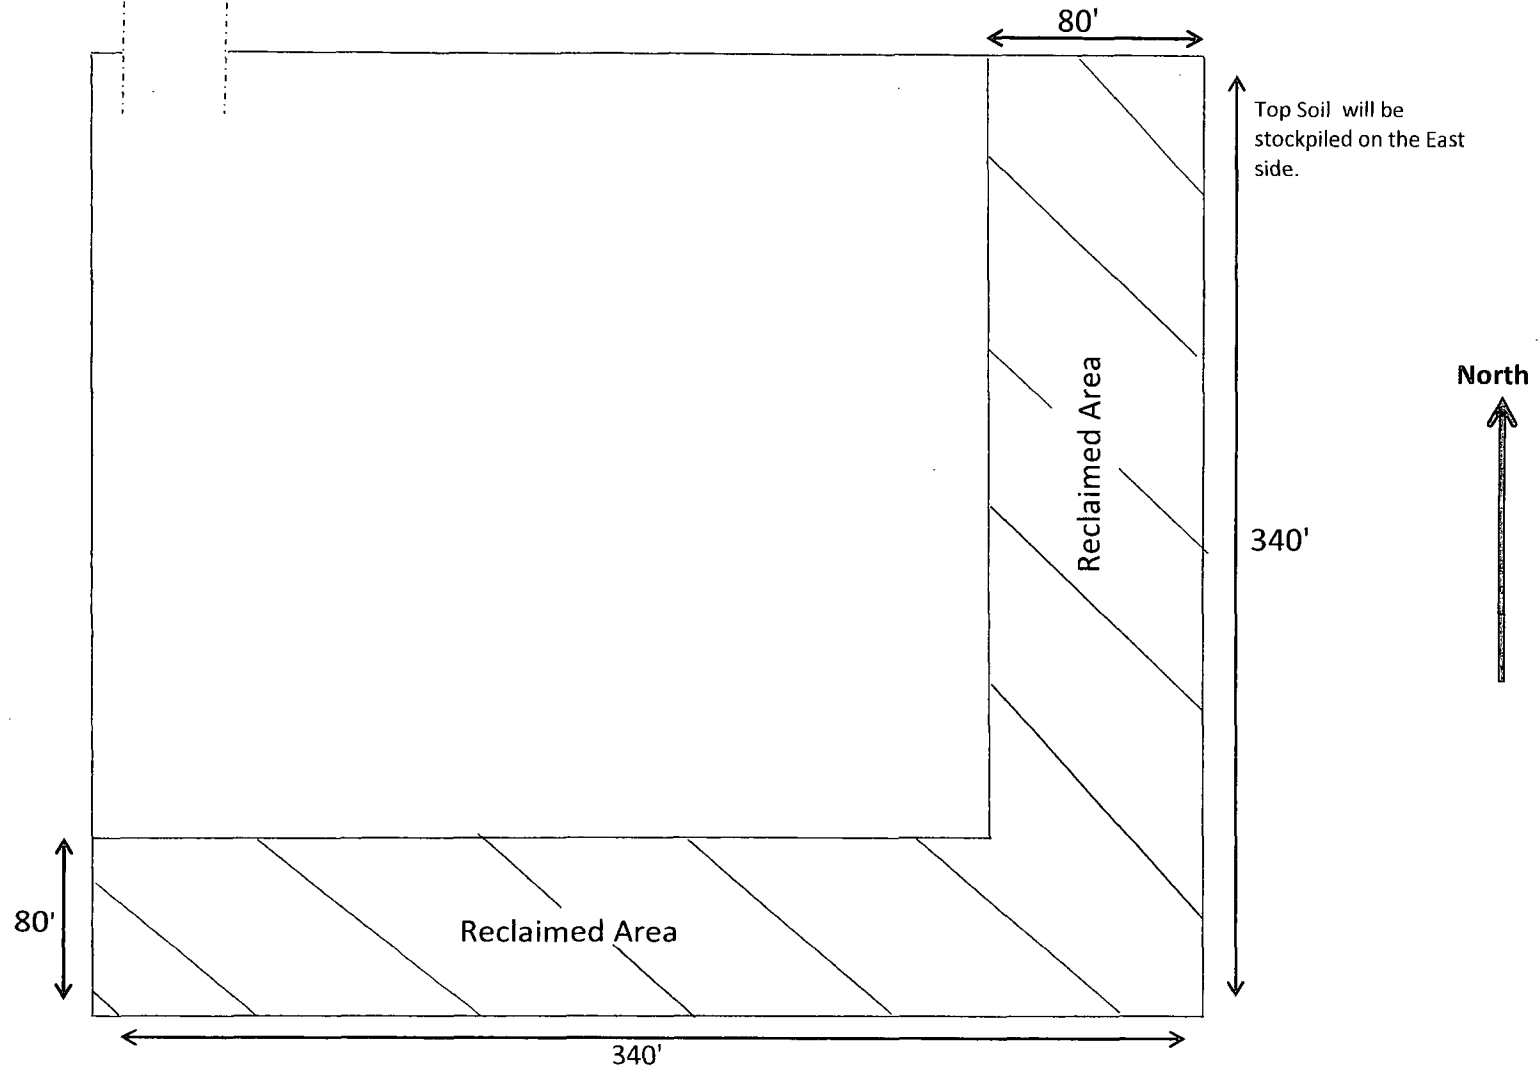 80'
Top Soil will be
stockpiled on the East
side.
North
Reclaimed Area
340'
80'
Reclaimed Area
340'